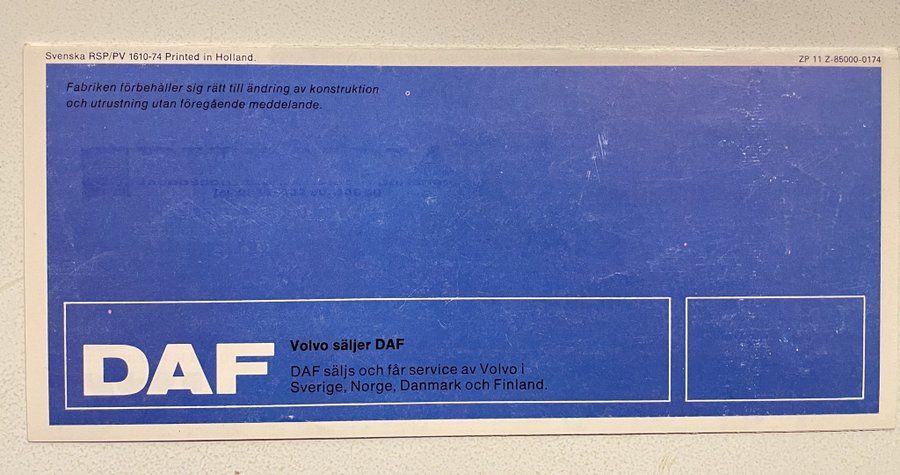 Svenska RSP/PV 1610-74 Printed in Holland.
ZP 11 Z-85000-0174
Fabriken förbehåller sig rätt till ändring av konstruktion
och utrustning utan föregående meddelande.
DAF
Volvo säljer DAF
DAF säljs och får service av Volvo i
Sverige, Norge, Danmark och Finland.